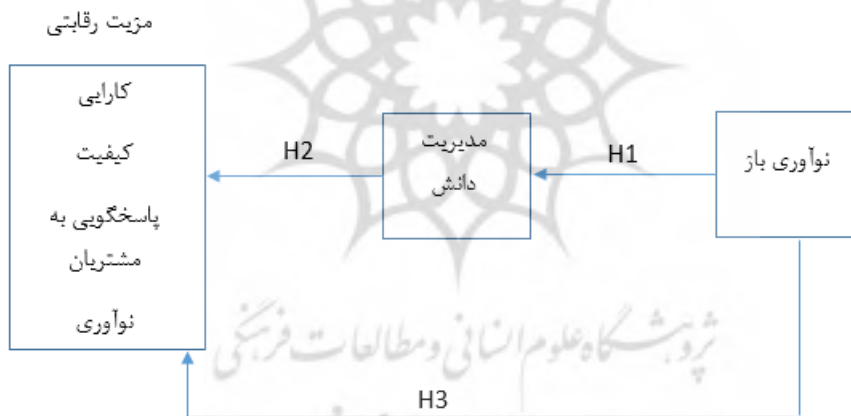 مزیت رقابتی
نوآوری باز
H1
مدیریت
دانش
H2
کارایی
کیفیت
پاسخگویی به
مشتریان
نوآوری
H3
پژوهشگاه علوم انسانی و مطالعات فرهنگی